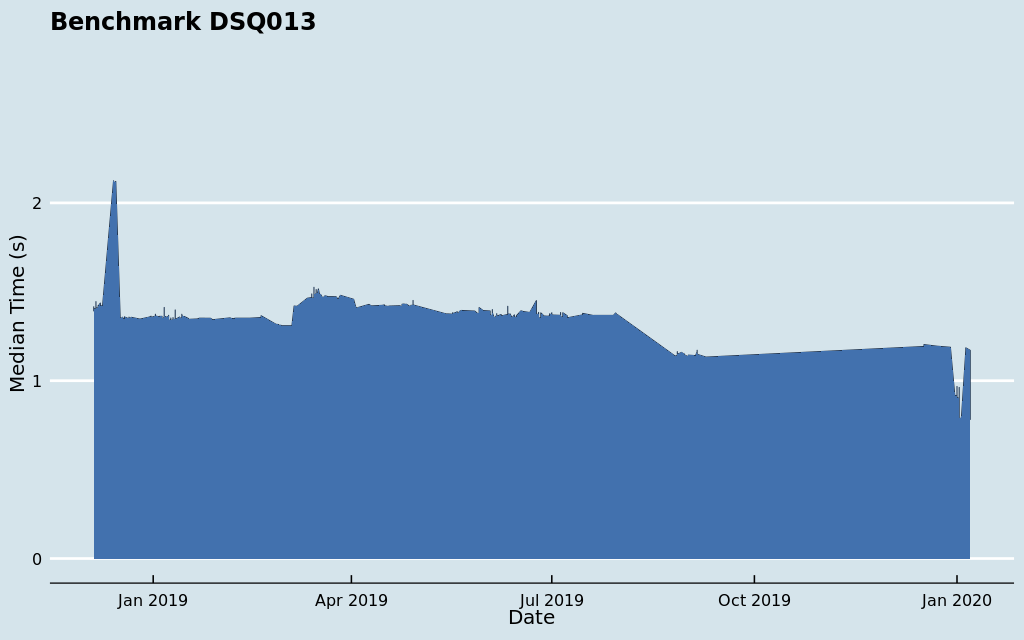 Benchmark DSQ013
Median Time (s)
2
1
0
Jan 2019
Apr 2019
Jul 2019
Oct 2019
Jan 2020
Date